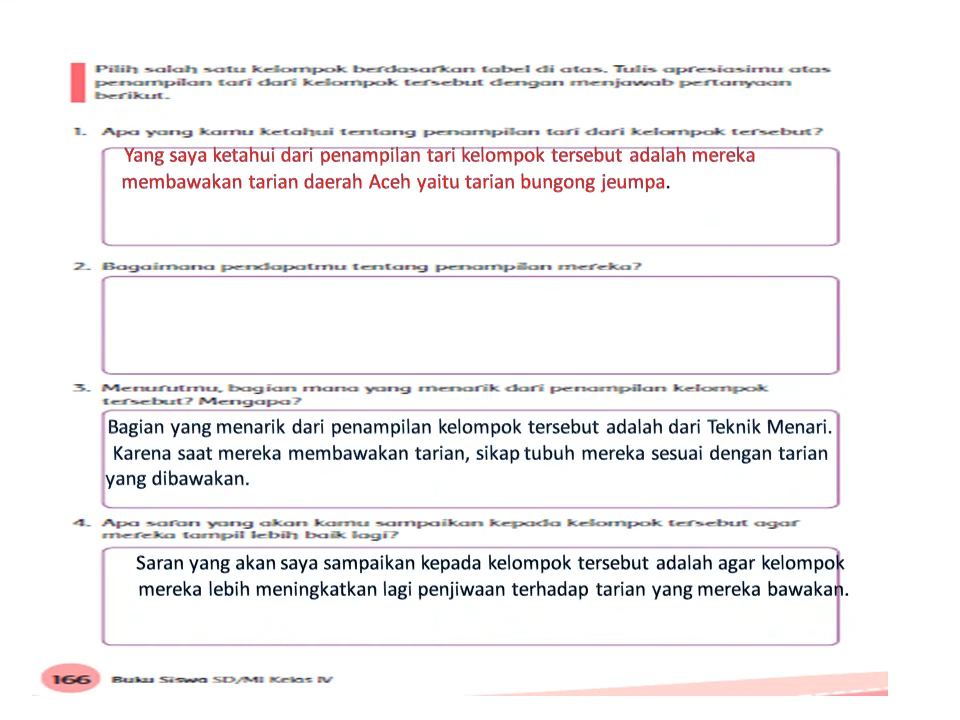 Pilih salah satu kelompok berdasarkan tabel di atas. Tulis apresiasimu atas
penampilan tari dari kelompok tersebut dengan menjawab pertanyaan
berikut.
1. Apa yang kamu ketahui tentang penampilan tari dari kelompok tersebut?
Yang saya ketahui dari penampilan tari kelompok tersebut adalah mereka
membawakan tarian daerah Aceh yaitu tarian bungong jeumpa.
2. Bagaimana pendapatmu tentang penampilan mereka?
3. Menurutmu, bagian mana yang menarik dari penampilan kelompok
tersebut? Mengapa?
Bagian yang menarik dari penampilan kelompok tersebut adalah dari Teknik Menari.
Karena saat mereka membawakan tarian, sikap tubuh mereka sesuai dengan tarian
yang dibawakan.
4. Apa saran yang akan kamu sampaikan kepada kelompok tersebut agar
mereka tampil lebih baik lagi?
Saran yang akan saya sampaikan kepada kelompok tersebut adalah agar kelompok
mereka lebih meningkatkan lagi penjiwaan terhadap tarian yang mereka bawakan.
166 Buku Siswa SD/MI Kelas IV